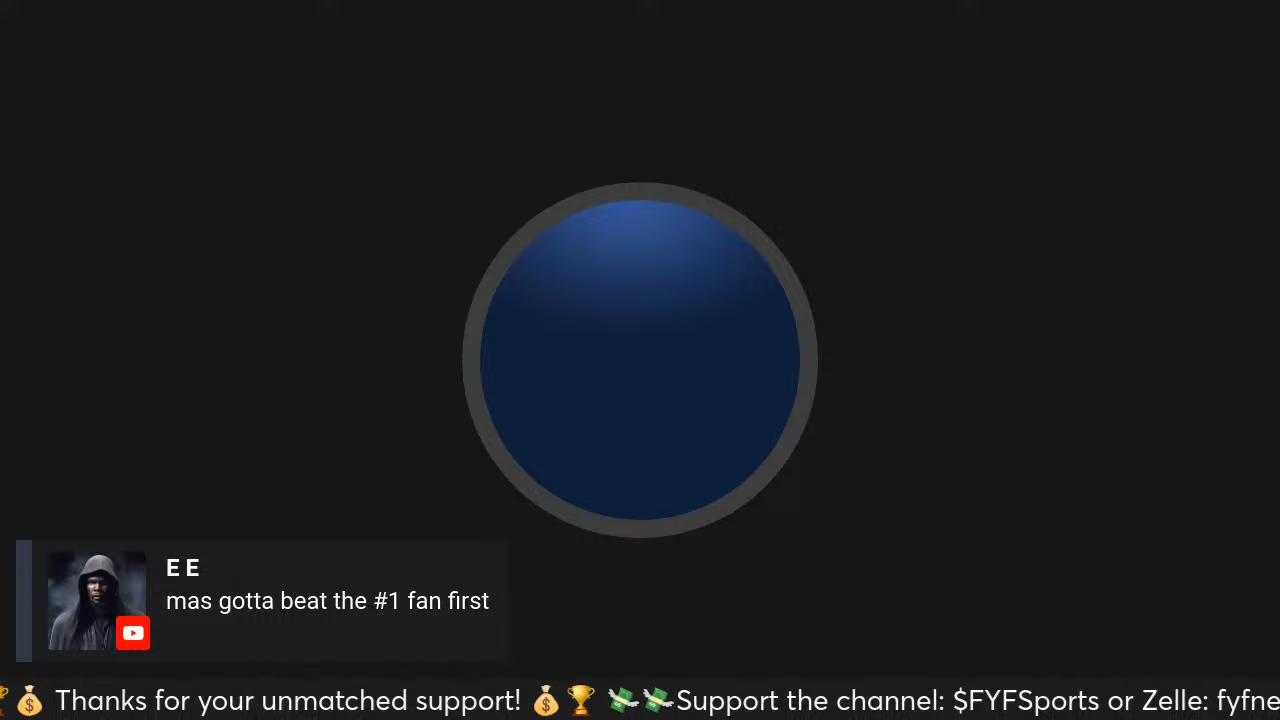 E E
mas gotta beat the #1 fan first
Thanks for your unmatched support! Support the channel: $FYFSports or Zelle: fyfne